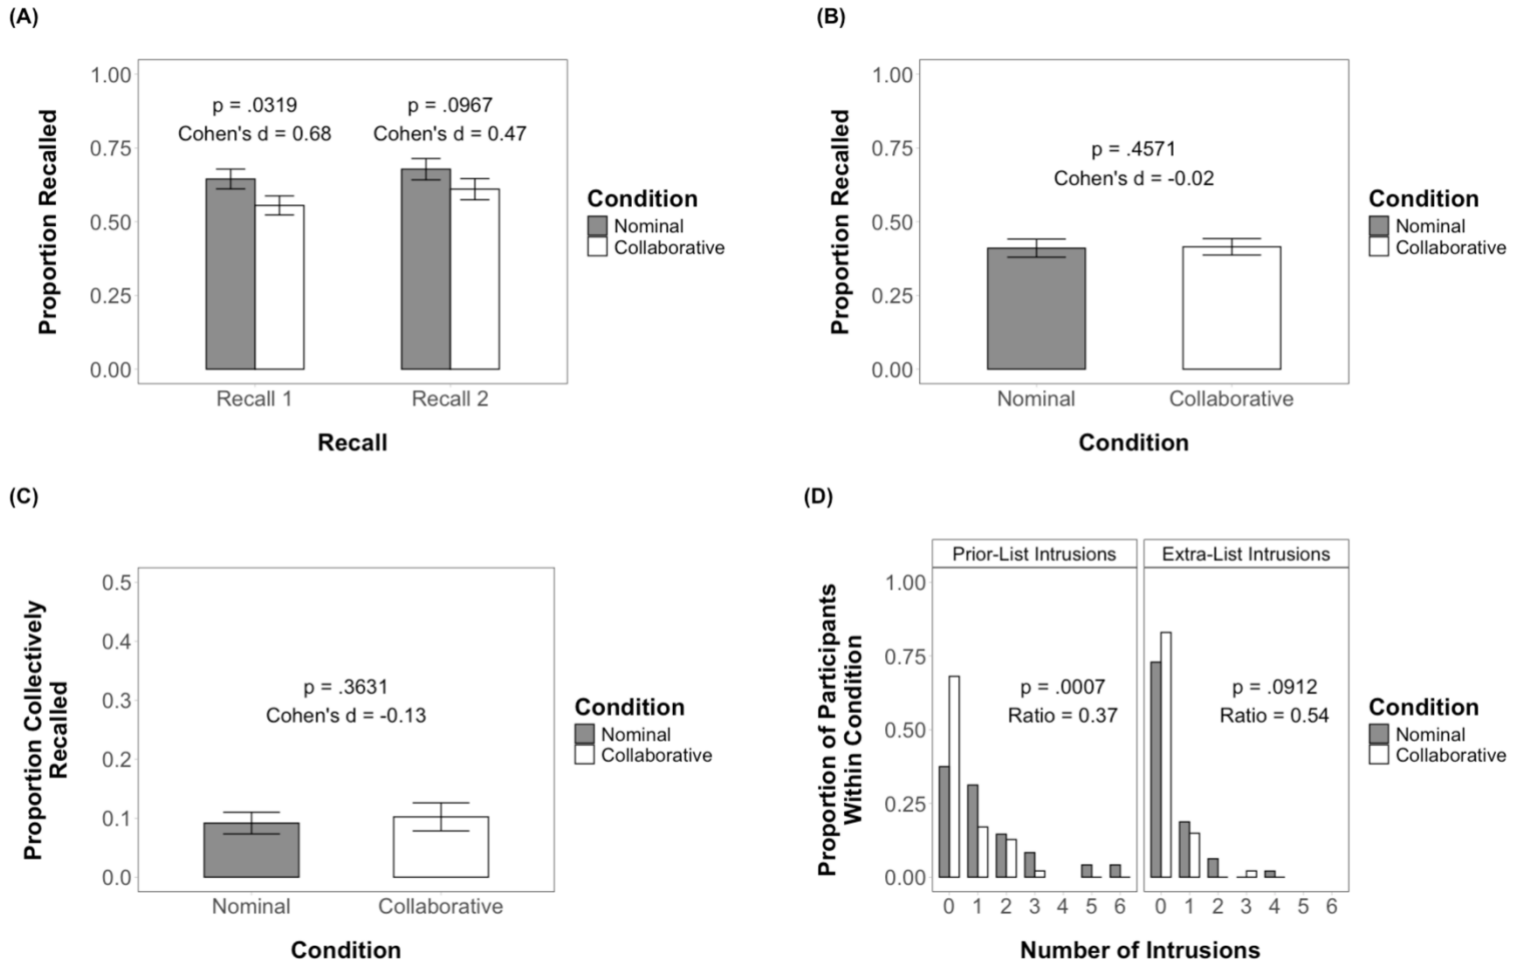 (A)
1.00
0.75
0.50
0.25
0.00
Proportion Recalled
p = .0319
Cohen's d = 0.68
p = .0967
Cohen's d = 0.47
Recall 1
Recall 2
Recall
Condition
Nominal
Collaborative
(B)
1.00
0.75
0.50
0.25
0.00
Proportion Recalled
p = .4571
Cohen's d = -0.02
Nominal
Collaborative
Condition
Condition
Nominal
Collaborative
(C)
0.5
0.4
0.3
0.2
0.1
0.0
Proportion Collectively
Recalled
p = .3631
Cohen's d = -0.13
Nominal
Collaborative
Condition
Condition
Nominal
Collaborative
(D)
Prior-List Intrusions
Extra-List Intrusions
1.00
0.75
0.50
0.25
0.00
Proportion of Participants
Within Condition
p = .0007
Ratio = 0.37
p = .0912
Ratio = 0.54
0 1 2 3 4 5 6
0 1 2 3 4 5 6
Number of Intrusions
Condition
Nominal
Collaborative